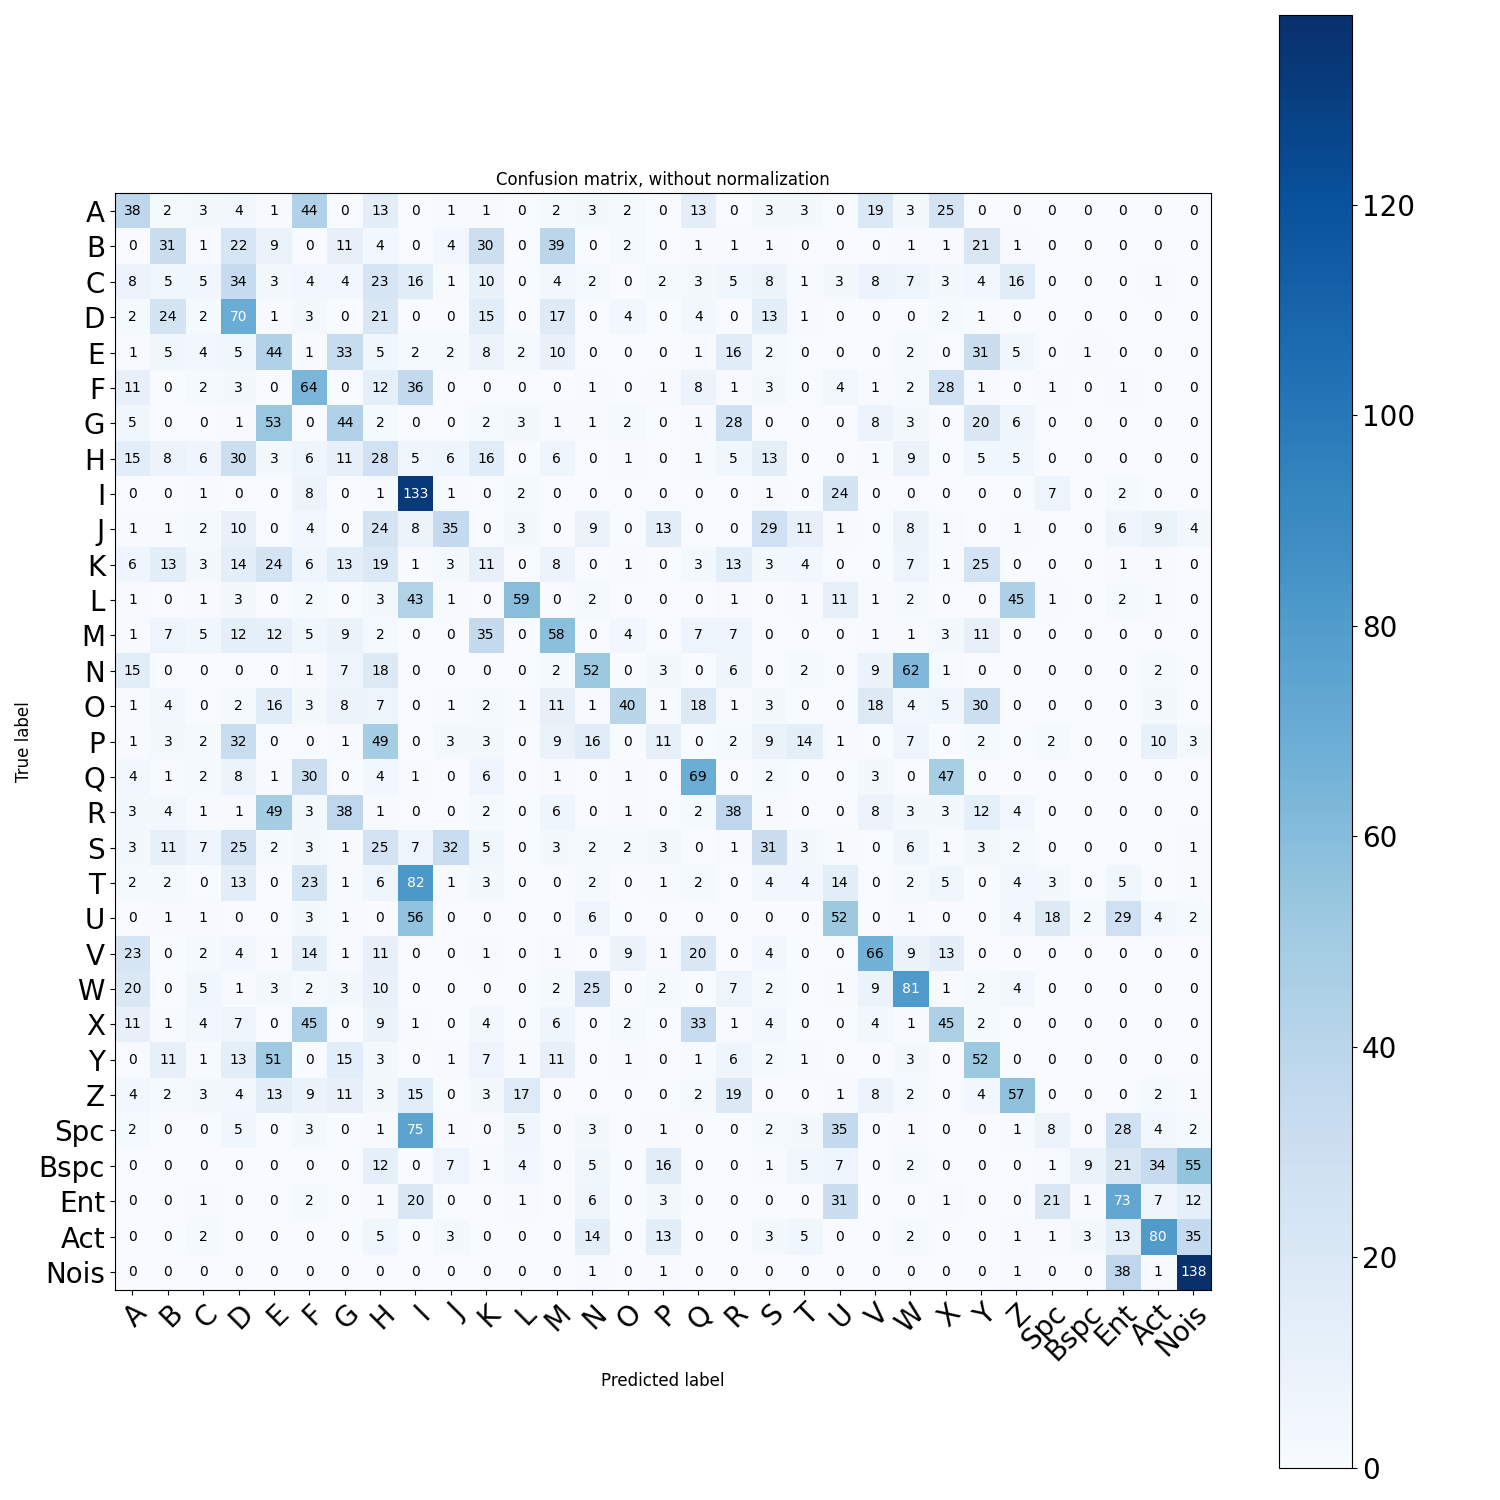 Confusion matrix, without normalization
A 38 2 3 4 1 44 0 13 0 1 1 0 2 3 2 0 13 0 3 3 0 19 3 25 0 0 0 0 0 0 0
B 0 31 1 22 9 0 11 4 0 4 30 0 39 0 2 0 1 1 1 0 0 0 1 1 21 1 0 0 0 0 0
C 8 5 5 34 3 4 4 23 16 1 10 0 4 2 0 2 3 5 8 1 3 8 7 3 4 16 0 0 0 1 0
D 2 24 2 70 1 3 0 21 0 0 15 0 17 0 4 0 4 0 13 1 0 0 0 2 1 0 0 0 0 0 0
E 1 5 4 5 44 1 33 5 2 2 8 2 10 0 0 0 1 16 2 0 0 0 2 0 31 5 0 1 0 0 0
F 11 0 2 3 0 64 0 12 36 0 0 0 0 1 0 1 8 1 3 0 4 1 2 28 1 0 1 0 1 0 0
G 5 0 0 1 53 0 44 2 0 0 2 3 1 1 2 0 1 28 0 0 0 8 3 0 20 6 0 0 0 0 0
H 15 8 6 30 3 6 11 28 5 6 16 0 6 0 1 0 1 5 13 0 0 1 9 0 5 5 0 0 0 0 0
I 0 0 1 0 0 8 0 1 133 1 0 2 0 0 0 0 0 0 1 0 24 0 0 0 0 0 7 0 2 0 0
J 1 1 2 10 0 4 0 24 8 35 0 3 0 9 0 13 0 0 29 11 1 0 8 1 0 1 0 0 6 9 4
K 6 13 3 14 24 6 13 19 1 3 11 0 8 0 1 0 3 13 3 4 0 0 7 1 25 0 0 0 1 1 0
L 1 0 1 3 0 2 0 3 43 1 0 59 0 2 0 0 0 1 0 1 11 1 2 0 0 45 1 0 2 1 0
M 1 7 5 12 12 5 9 2 0 0 35 0 58 0 4 0 7 7 0 0 0 1 1 3 11 0 0 0 0 0 0
N 15 0 0 0 0 1 7 18 0 0 0 0 2 52 0 3 0 6 0 2 0 9 62 1 0 0 0 0 0 2 0
O 1 4 0 2 16 3 8 7 0 1 2 1 11 1 40 1 18 1 3 0 0 18 4 5 30 0 0 0 0 3 0
P 1 3 2 32 0 0 1 49 0 3 3 0 9 16 0 11 0 2 9 14 1 0 7 0 2 0 2 0 0 10 3
Q 4 1 2 8 1 30 0 4 1 0 6 0 1 0 1 0 69 0 2 0 0 3 0 47 0 0 0 0 0 0 0
R 3 4 1 1 49 3 38 1 0 0 2 0 6 0 1 0 2 38 1 0 0 8 3 3 12 4 0 0 0 0 0
S 3 11 7 25 2 3 1 25 7 32 5 0 3 2 2 3 0 1 31 3 1 0 6 1 3 2 0 0 0 0 1
T 2 2 0 13 0 23 1 6 82 1 3 0 0 2 0 1 2 0 4 4 14 0 2 5 0 4 3 0 5 0 1
U 0 1 1 0 0 3 1 0 56 0 0 0 0 6 0 0 0 0 0 0 52 0 1 0 0 4 18 2 29 4 2
V 23 0 2 4 1 14 1 11 0 0 1 0 1 0 9 1 20 0 4 0 0 66 9 13 0 0 0 0 0 0 0
W 20 0 5 1 3 2 3 10 0 0 0 0 2 25 0 2 0 7 2 0 1 9 81 1 2 4 0 0 0 0 0
X 11 1 4 7 0 45 0 9 1 0 4 0 6 0 2 0 33 1 4 0 0 4 1 45 2 0 0 0 0 0 0
Y 0 11 1 13 51 0 15 3 0 1 7 1 11 0 1 0 1 6 2 1 0 0 3 0 52 0 0 0 0 0 0
Z 4 2 3 4 13 9 11 3 15 0 3 17 0 0 0 0 2 19 0 0 1 8 2 0 4 57 0 0 0 2 1
Spc 2 0 0 5 0 3 0 1 75 1 0 5 0 3 0 1 0 0 2 3 35 0 1 0 0 1 8 0 28 4 2
Bspc 0 0 0 0 0 0 0 12 0 7 1 4 0 5 0 16 0 0 1 5 7 0 2 0 0 0 1 9 21 34 55
Ent 0 0 1 0 0 2 0 1 20 0 0 1 0 6 0 3 0 0 0 0 31 0 0 1 0 0 21 1 73 7 12
Act 0 0 2 0 0 0 0 5 0 3 0 0 0 14 0 13 0 0 3 5 0 0 2 0 0 1 1 3 13 80 35
Nois 0 0 0 0 0 0 0 0 0 0 0 0 0 1 0 1 0 0 0 0 0 0 0 0 0 1 0 0 38 1 138
A B C D E F G H I J K L M N O P Q R S T U V W X Y Z Spc Bspc Ent Act Nois
Predicted label
True label
120
100
80
60
40
20
0